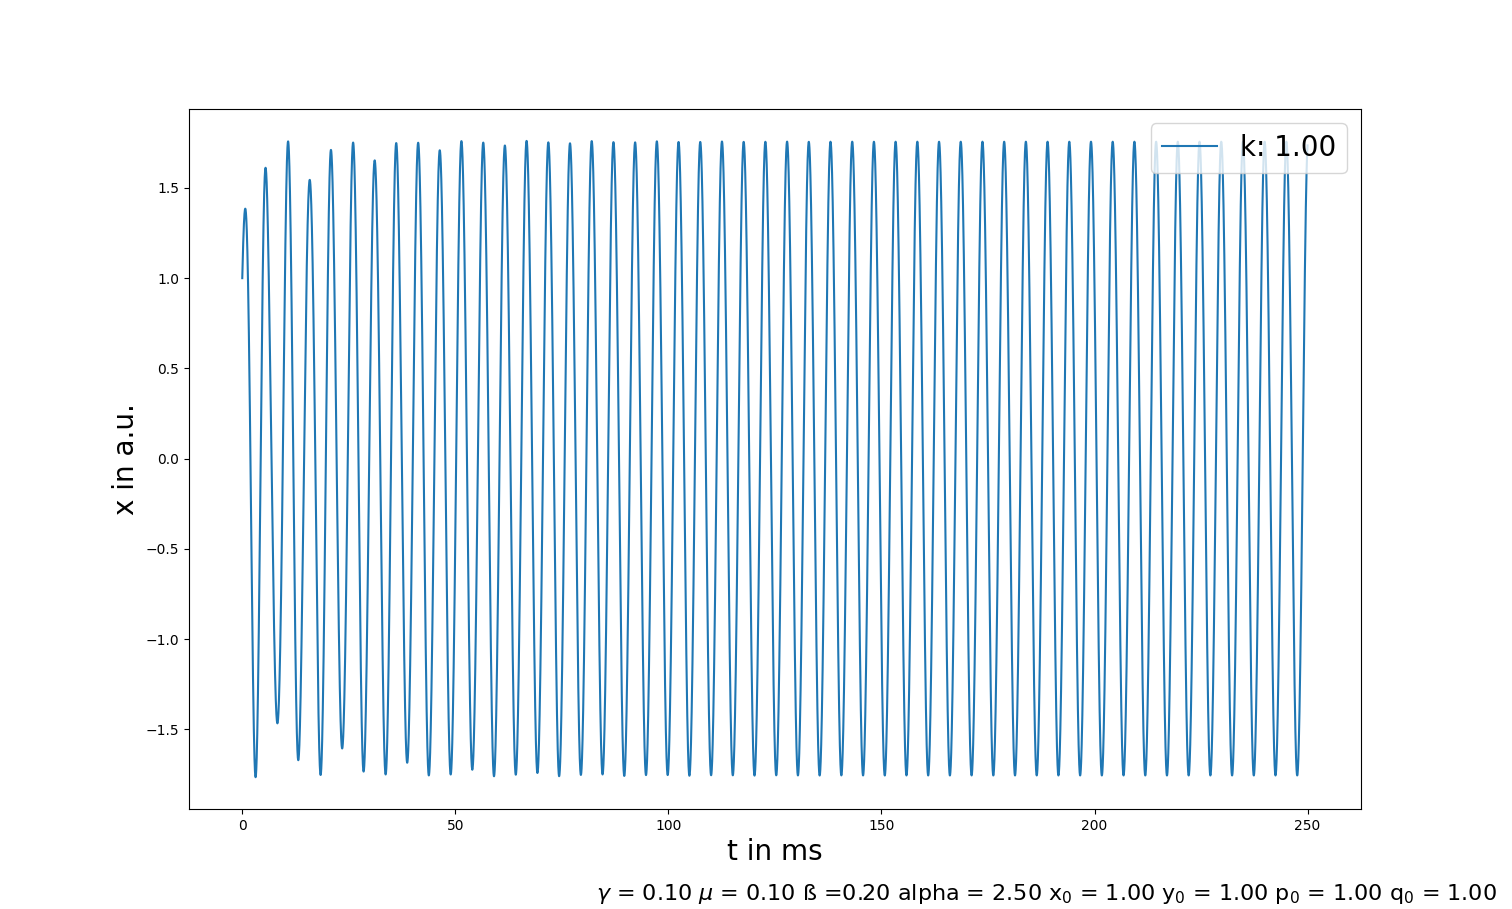 k: 1.00
1.5
1.0
0.5
0.0
−0.5
−1.0
−1.5
x in a.u.
0 50 100 150 200 250
t in ms
γ = 0.10 μ = 0.10 ß =0.20 alpha = 2.50 x₀ = 1.00 y₀ = 1.00 p₀ = 1.00 q₀ = 1.00